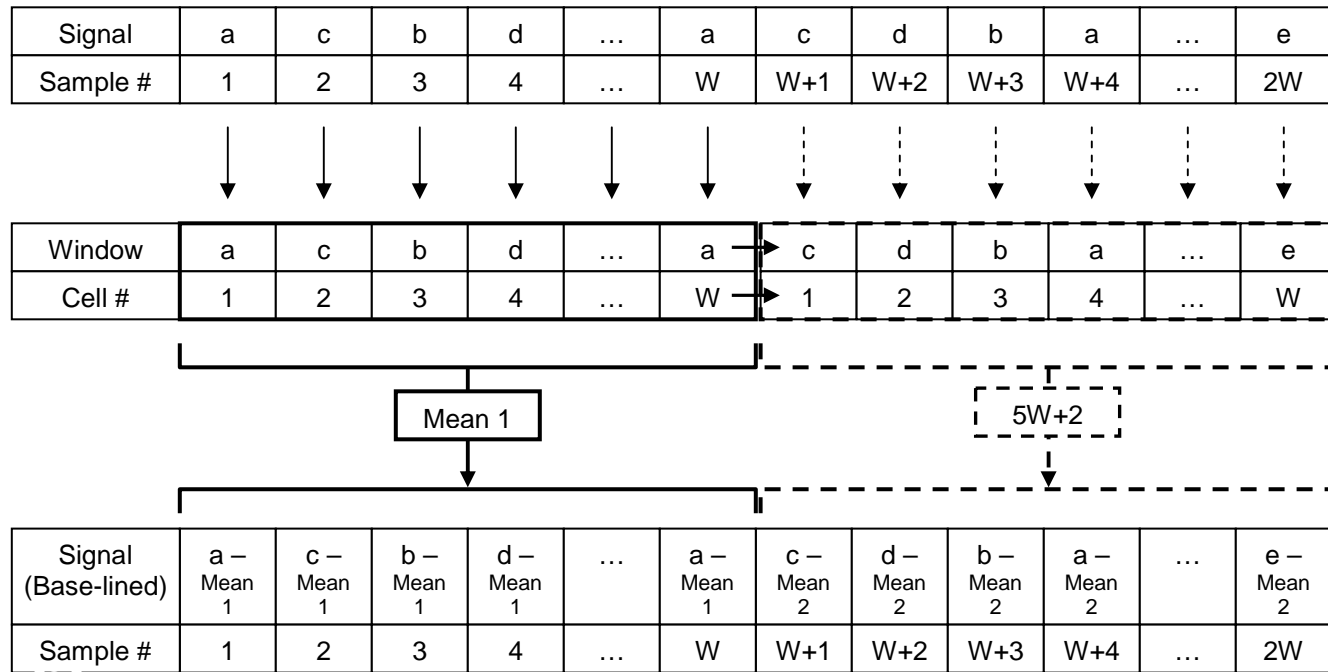 Signal a c b d … a c d b a … e
Sample # 1 2 3 4 … W W+1 W+2 W+3 W+4 … 2W
Window a c b d … a c d b a … e
Cell # 1 2 3 4 … W 1 2 3 4 … W
Mean 1 5W+2
Signal a – c – b – d – … a – c – d – b – a – … e –
(Base-lined) Mean Mean Mean Mean Mean Mean Mean Mean Mean Mean
1 1 1 1 1 2 2 2 2 2
Sample # 1 2 3 4 … W W+1 W+2 W+3 W+4 … 2W